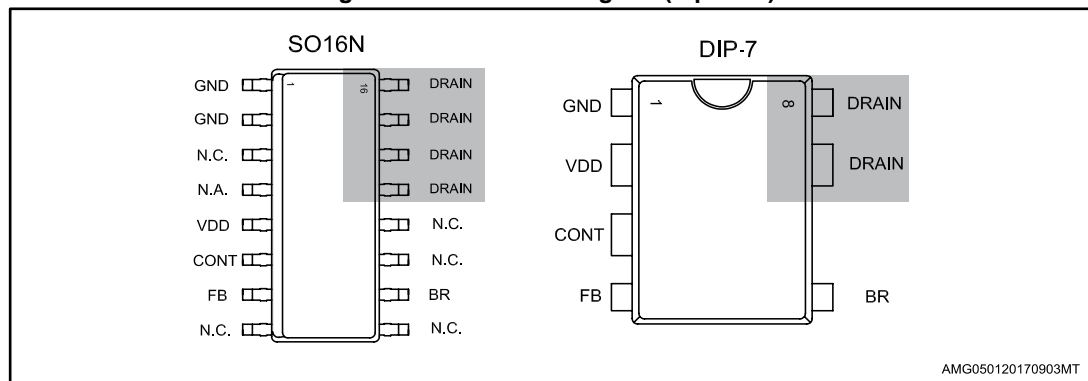 SO16N
GND 1 16 DRAIN
GND DRAIN
N.C. DRAIN
N.A. DRAIN
VDD N.C.
CONT N.C.
FB BR
N.C. N.C.
DIP-7
GND 1 8 DRAIN
VDD DRAIN
CONT
FB BR
AMG050120170903MT